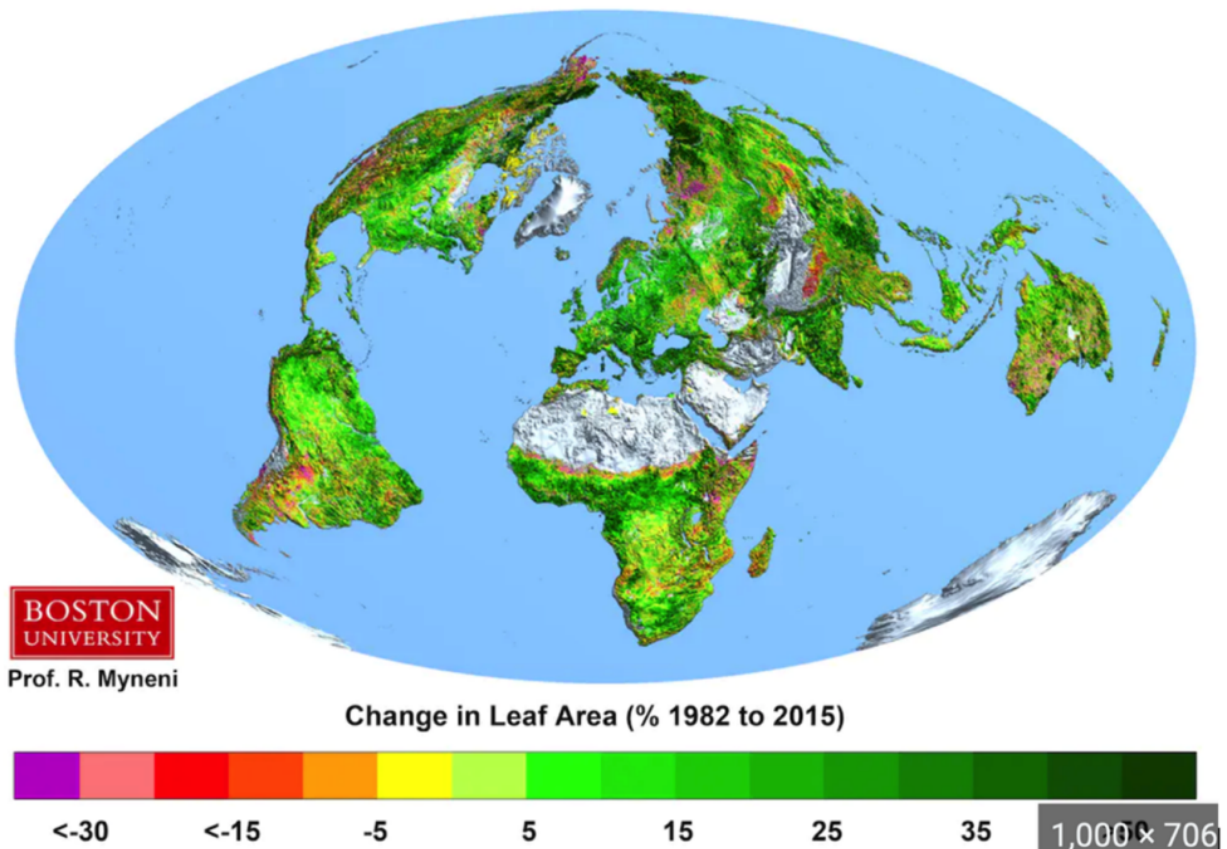 BOSTON
UNIVERSITY
Prof. R. Myneni
Change in Leaf Area (% 1982 to 2015)
<-30 <-15 -5 5 15 25 35 >50
1,000 × 706